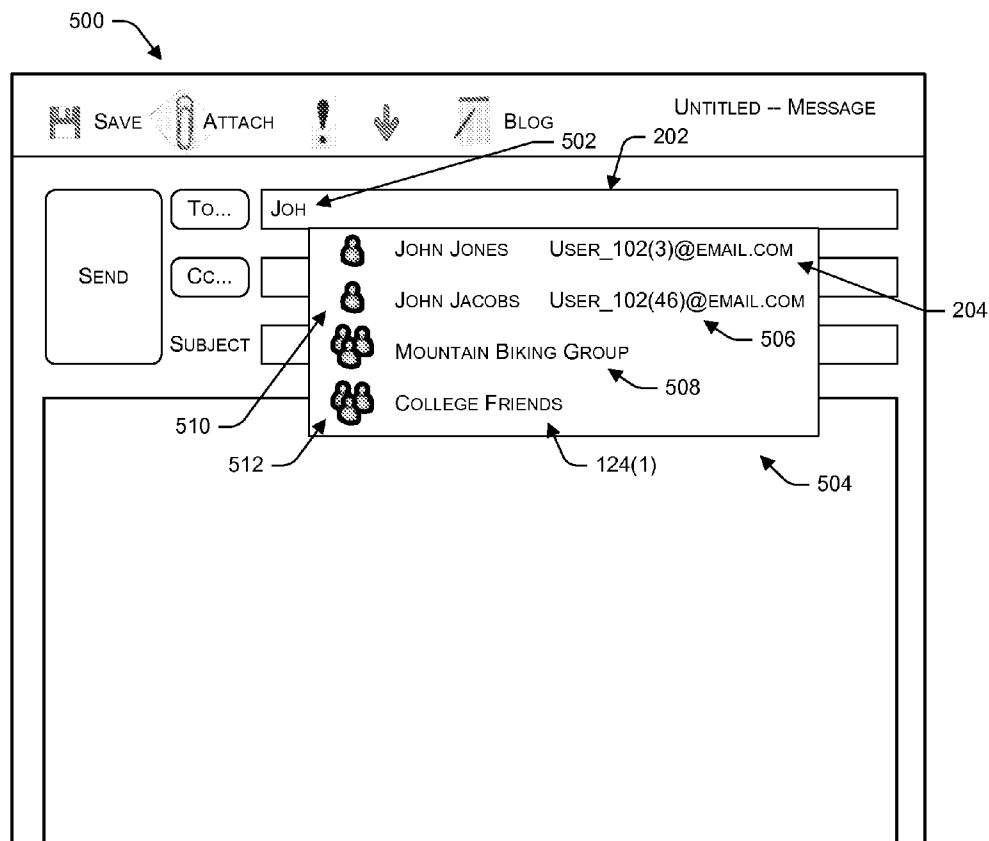 500
SAVE ATTACH BLOG UNTITLED -- MESSAGE
502 202
TO... JOH
SEND CC... JOHN JONES USER_102(3)@EMAIL.COM
204
JOHN JACOBS USER_102(46)@EMAIL.COM
506
SUBJECT MOUNTAIN BIKING GROUP
508
510 COLLEGE FRIENDS
512 124(1) 504